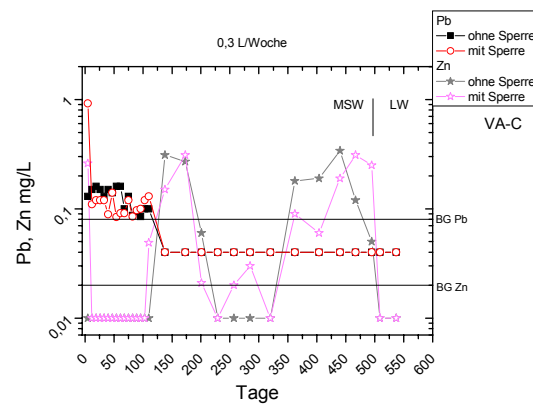 0,3 L/Woche
Pb
ohne Sperre
mit Sperre
Zn
ohne Sperre
mit Sperre
VA-C
MSW
LW
BG Pb
BG Zn
Pb, Zn mg/L
1
0,1
0,01
0 50 100 150 200 250 300 350 400 450 500 550 600
Tage